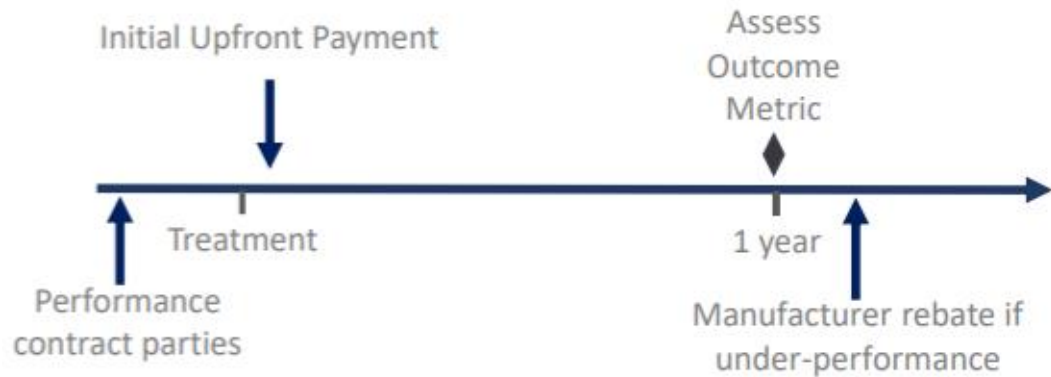 Initial Upfront Payment
Assess
Outcome
Metric
Treatment
1 year
Performance
contract parties
Manufacturer rebate if
under-performance